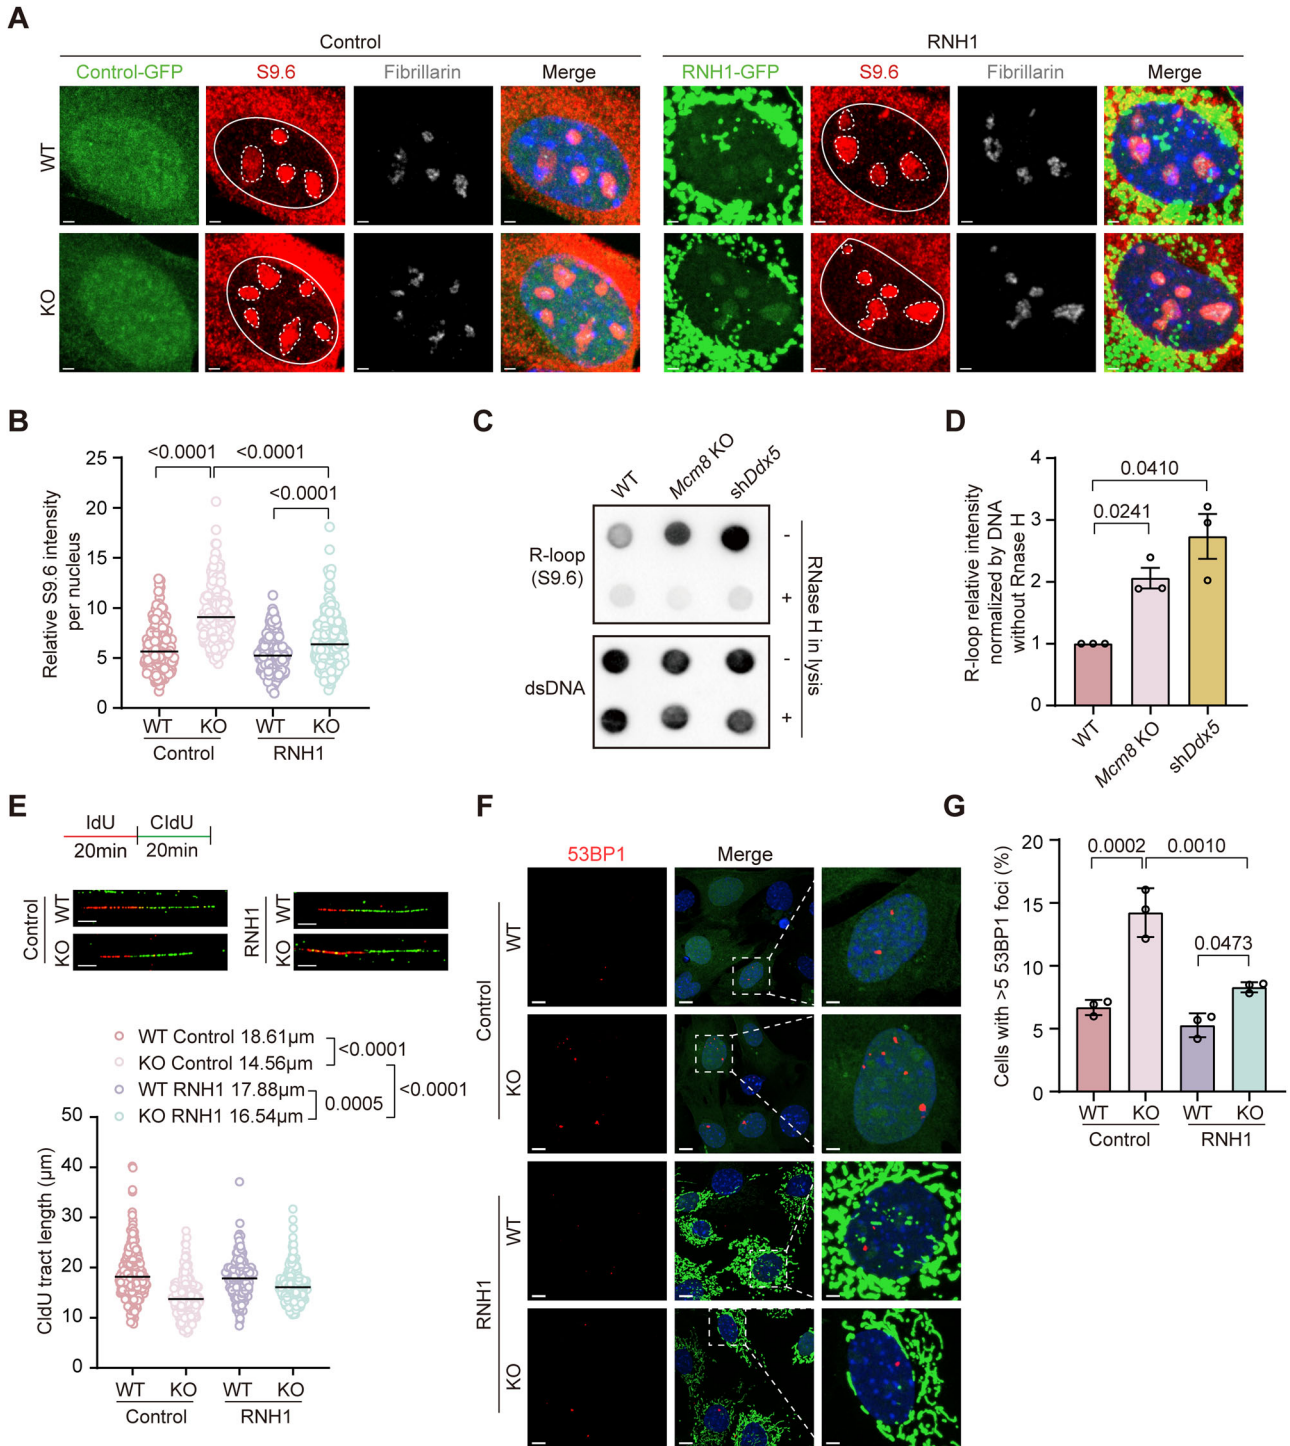 A
Control
RNH1
Control-GFP
S9.6
Fibrillarin
Merge
RNH1-GFP
S9.6
Fibrillarin
Merge
WT
KO
B
<0.0001
<0.0001
<0.0001
Relative S9.6 intensity
per nucleus
25
20
15
10
5
0
WT
KO
WT
KO
Control
RNH1
C
WT
Mcm8 KO
shDdx5
R-loop
(S9.6)
-
+
dsDNA
-
+
RNase H in lysis
D
R-loop relative intensity
normalized by DNA
without Rnase H
4
3
2
1
0
0.0410
0.0241
WT
Mcm8 KO
shDdx5
E
IdU
CldU
20min
20min
Control
WT
KO
RNH1
WT
KO
WT Control 18.61µm
KO Control 14.56µm
WT RNH1 17.88µm
KO RNH1 16.54µm
<0.0001
0.0005
<0.0001
CldU tract length (µm)
50
40
30
20
10
0
WT
KO
WT
KO
Control
RNH1
F
53BP1
Merge
Control
WT
KO
RNH1
WT
KO
G
Cells with >5 53BP1 foci (%)
20
15
10
5
0
0.0002
0.0010
0.0473
WT
KO
WT
KO
Control
RNH1